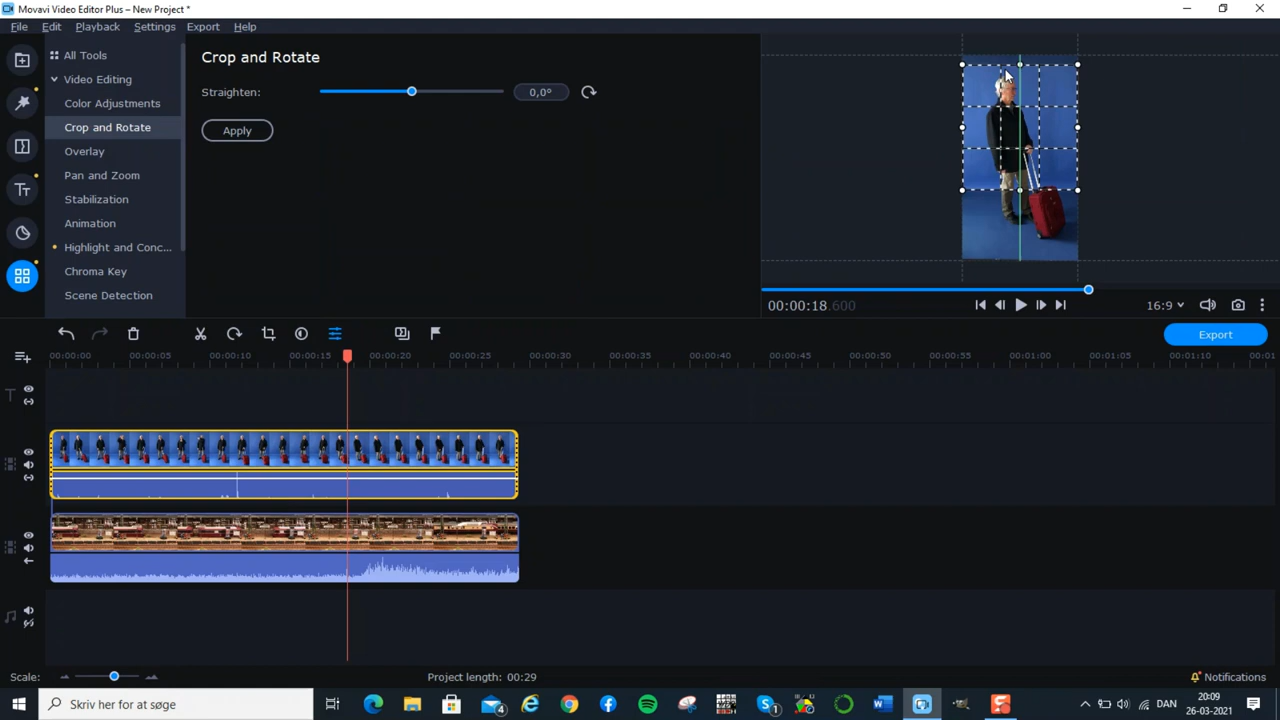 Movavi Video Editor Plus – New Project *
File Edit Playback Settings Export Help
All Tools
Video Editing
Color Adjustments
Crop and Rotate
Overlay
Pan and Zoom
Stabilization
Animation
Highlight and Conc...
Chroma Key
Scene Detection
Crop and Rotate
Straighten: 0,0°
Apply
00:00:18.600
16:9
Export
00:00:00 00:00:05 00:00:10 00:00:15 00:00:20 00:00:25 00:00:30 00:00:35 00:00:40 00:00:45 00:00:50 00:00:55 00:01:00 00:01:05 00:01:10 00:01
Scale:
Project length: 00:29
Notifications
Skriv her for at søge
DAN
20:09
26-03-2021